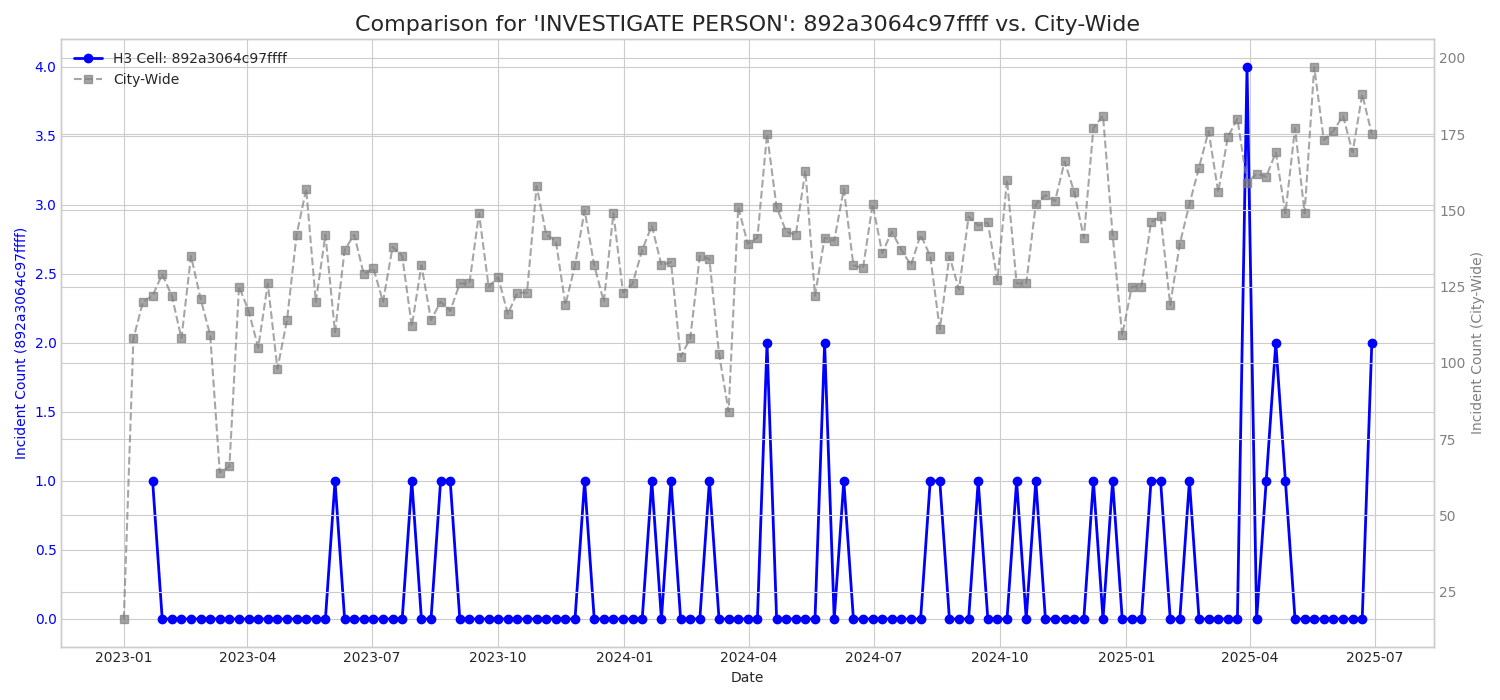 Comparison for 'INVESTIGATE PERSON': 892a3064c97ffff vs. City-Wide
H3 Cell: 892a3064c97ffff
City-Wide
Incident Count (892a3064c97ffff)
4.0
3.5
3.0
2.5
2.0
1.5
1.0
0.5
0.0
200
175
150
125
100
75
50
25
Incident Count (City-Wide)
2023-01 2023-04 2023-07 2023-10 2024-01 2024-04 2024-07 2024-10 2025-01 2025-04 2025-07
Date